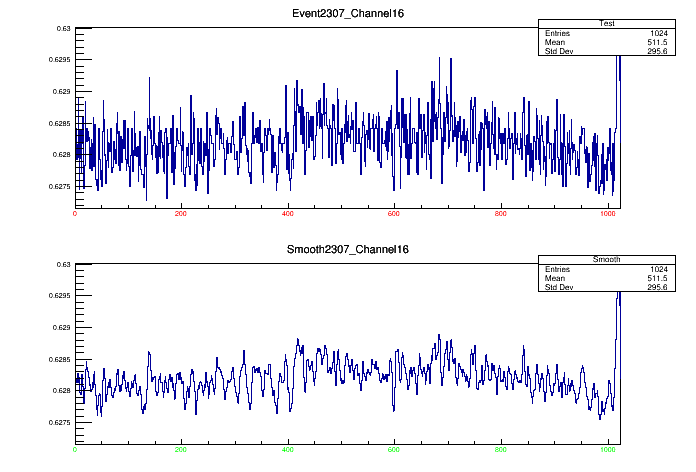 Event2307_Channel16
Test
Entries 1024
Mean 511.5
Std Dev 295.6
0.63
0.6295
0.629
0.6285
0.628
0.6275
0 200 400 600 800 1000
Smooth2307_Channel16
Smooth
Entries 1024
Mean 511.5
Std Dev 295.6
0.63
0.6295
0.629
0.6285
0.628
0.6275
0 200 400 600 800 1000